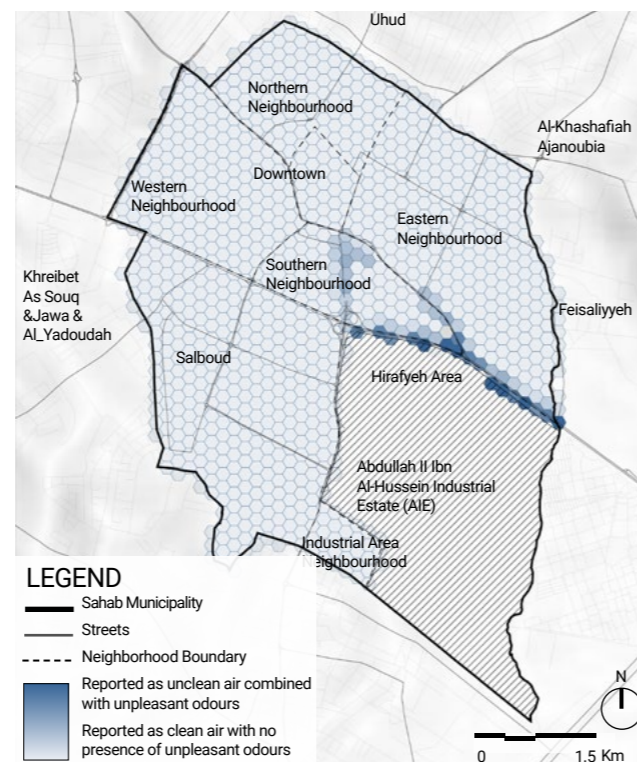 Uhud
Northern
Neighbourhood
Al-Khashafiah
Ajanoubia
Downtown
Western
Neighbourhood
Eastern
Neighbourhood
Southern
Neighbourhood
Khreibet
As Souq
&Jawa &
Al_Yadoudah
Feisaliyyeh
Salboud
Hirafyeh Area
Abdullah II Ibn
Al-Hussein Industrial
Estate (AIE)
Industrial Area
Neighbourhood
LEGEND
Sahab Municipality
Streets
Neighborhood Boundary
Reported as unclean air combined
with unpleasant odours
Reported as clean air with no
presence of unpleasant odours
N
0 1.5 Km